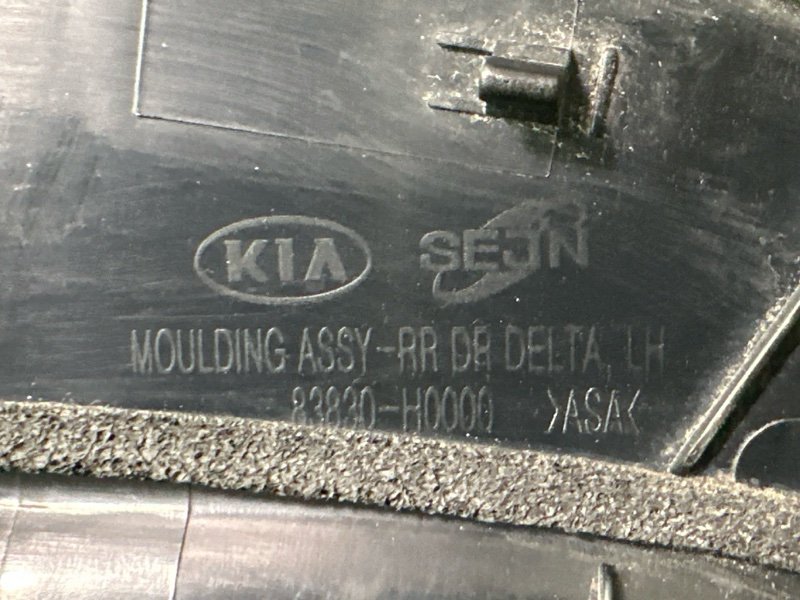 KIA SEJN
MOULDING ASSY-RR DR DELTA, LH
83830-H0000 >ASA<